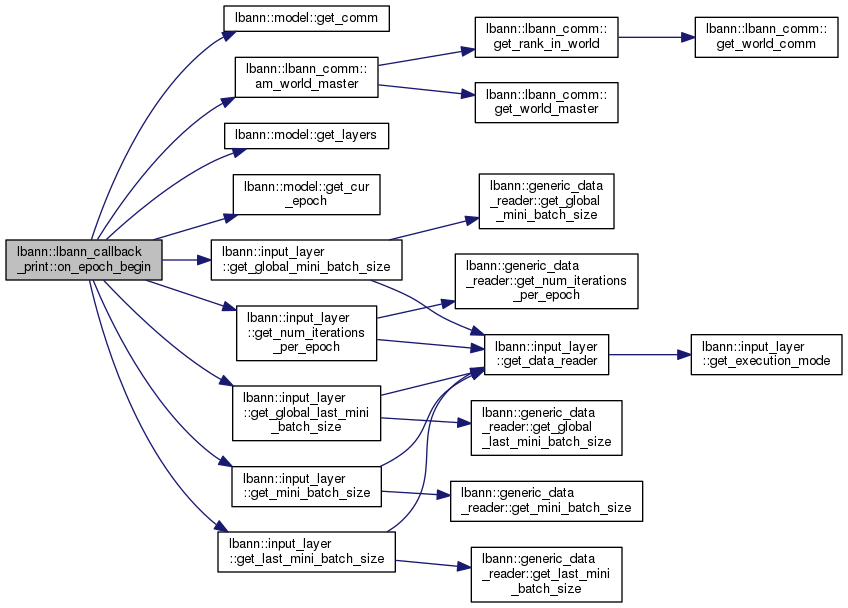 lbann::model::get_comm
lbann::lbann_comm::
get_rank_in_world
lbann::lbann_comm::
get_world_comm
lbann::lbann_comm::
am_world_master
lbann::lbann_comm::
get_world_master
lbann::model::get_layers
lbann::model::get_cur
_epoch
lbann::generic_data
_reader::get_global
_mini_batch_size
lbann::lbann_callback
_print::on_epoch_begin
lbann::input_layer
::get_global_mini_batch_size
lbann::generic_data
_reader::get_num_iterations
_per_epoch
lbann::input_layer
::get_num_iterations
_per_epoch
lbann::input_layer
::get_data_reader
lbann::input_layer
::get_execution_mode
lbann::input_layer
::get_global_last_mini
_batch_size
lbann::generic_data
_reader::get_global
_last_mini_batch_size
lbann::input_layer
::get_mini_batch_size
lbann::generic_data
_reader::get_mini_batch_size
lbann::input_layer
::get_last_mini_batch_size
lbann::generic_data
_reader::get_last_mini
_batch_size